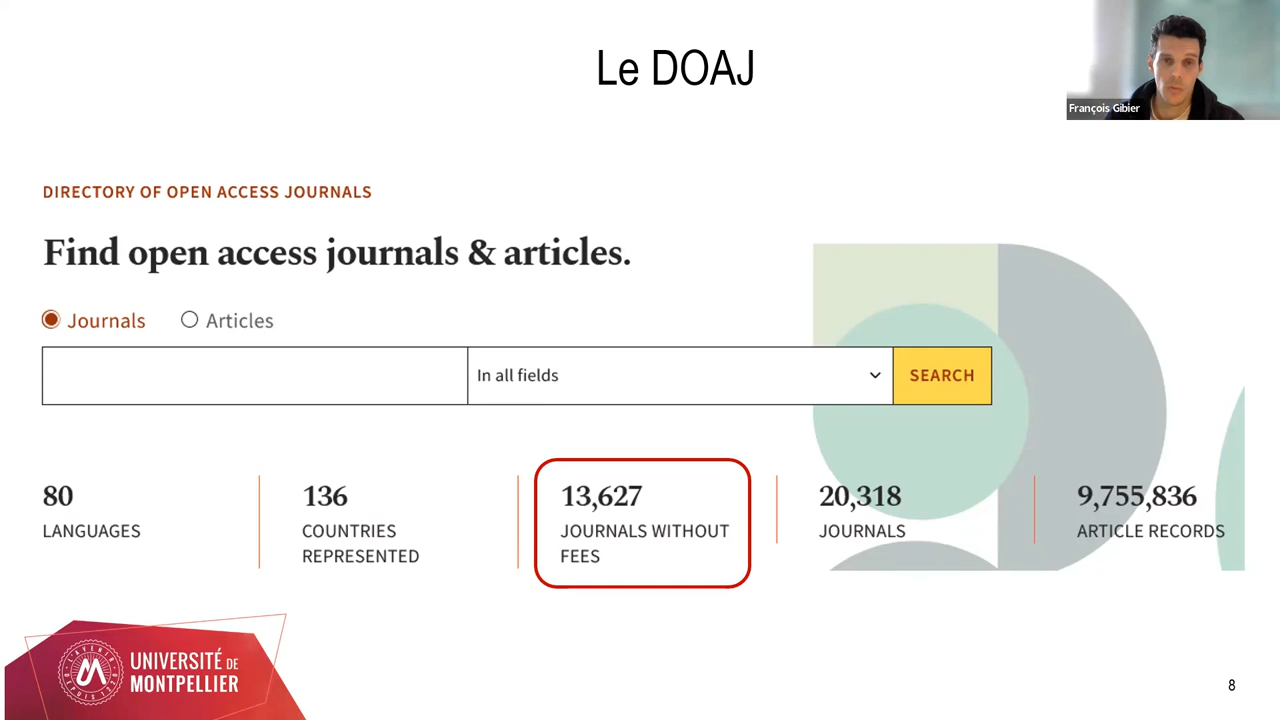 Le DOAJ
François Gibier
DIRECTORY OF OPEN ACCESS JOURNALS
Find open access journals & articles.
Journals
Articles
In all fields
SEARCH
80
LANGUAGES
136
COUNTRIES
REPRESENTED
13,627
JOURNALS WITHOUT
FEES
20,318
JOURNALS
9,755,836
ARTICLE RECORDS
UNIVERSITÉ DE
MONTPELLIER
8